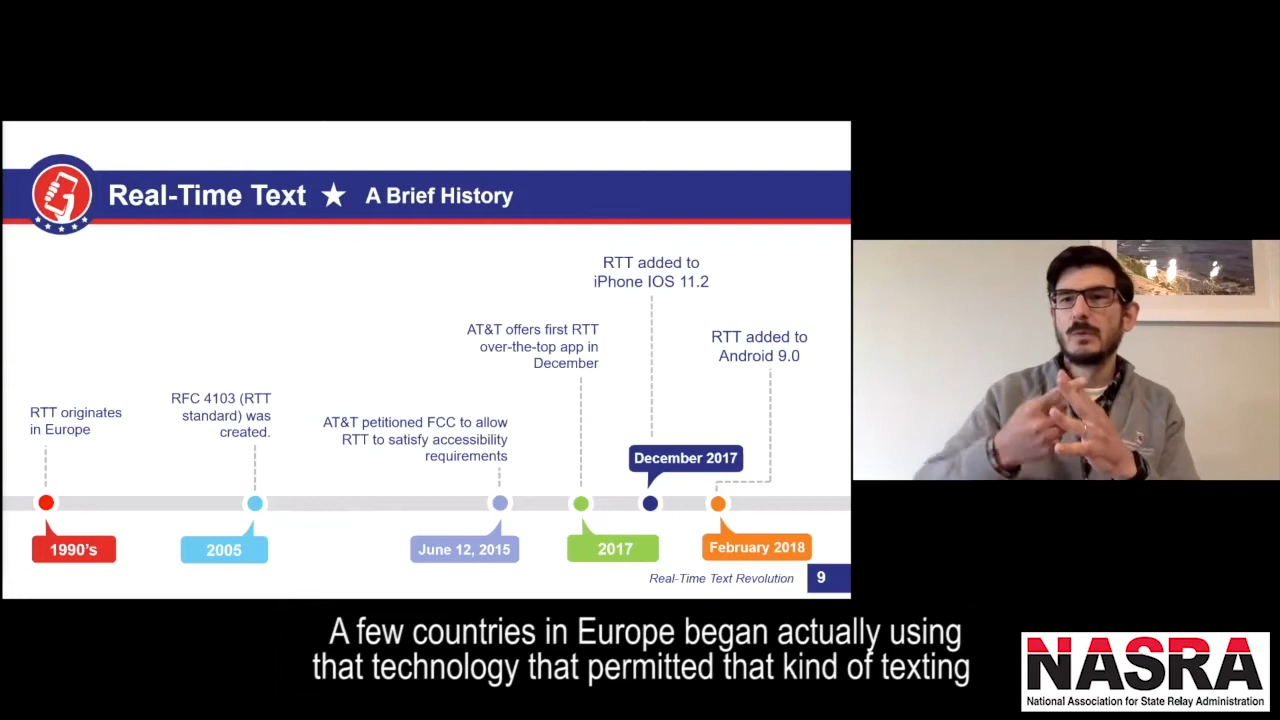 Real-Time Text ★ A Brief History
RTT added to
iPhone IOS 11.2
AT&T offers first RTT
over-the-top app in
December
RTT added to
Android 9.0
RTT originates
in Europe
RFC 4103 (RTT
standard) was
created.
AT&T petitioned FCC to allow
RTT to satisfy accessibility
requirements
December 2017
1990's
2005
June 12, 2015
2017
February 2018
Real-Time Text Revolution 9
A few countries in Europe began actually using
that technology that permitted that kind of texting
NASRA
National Association for State Relay Administration